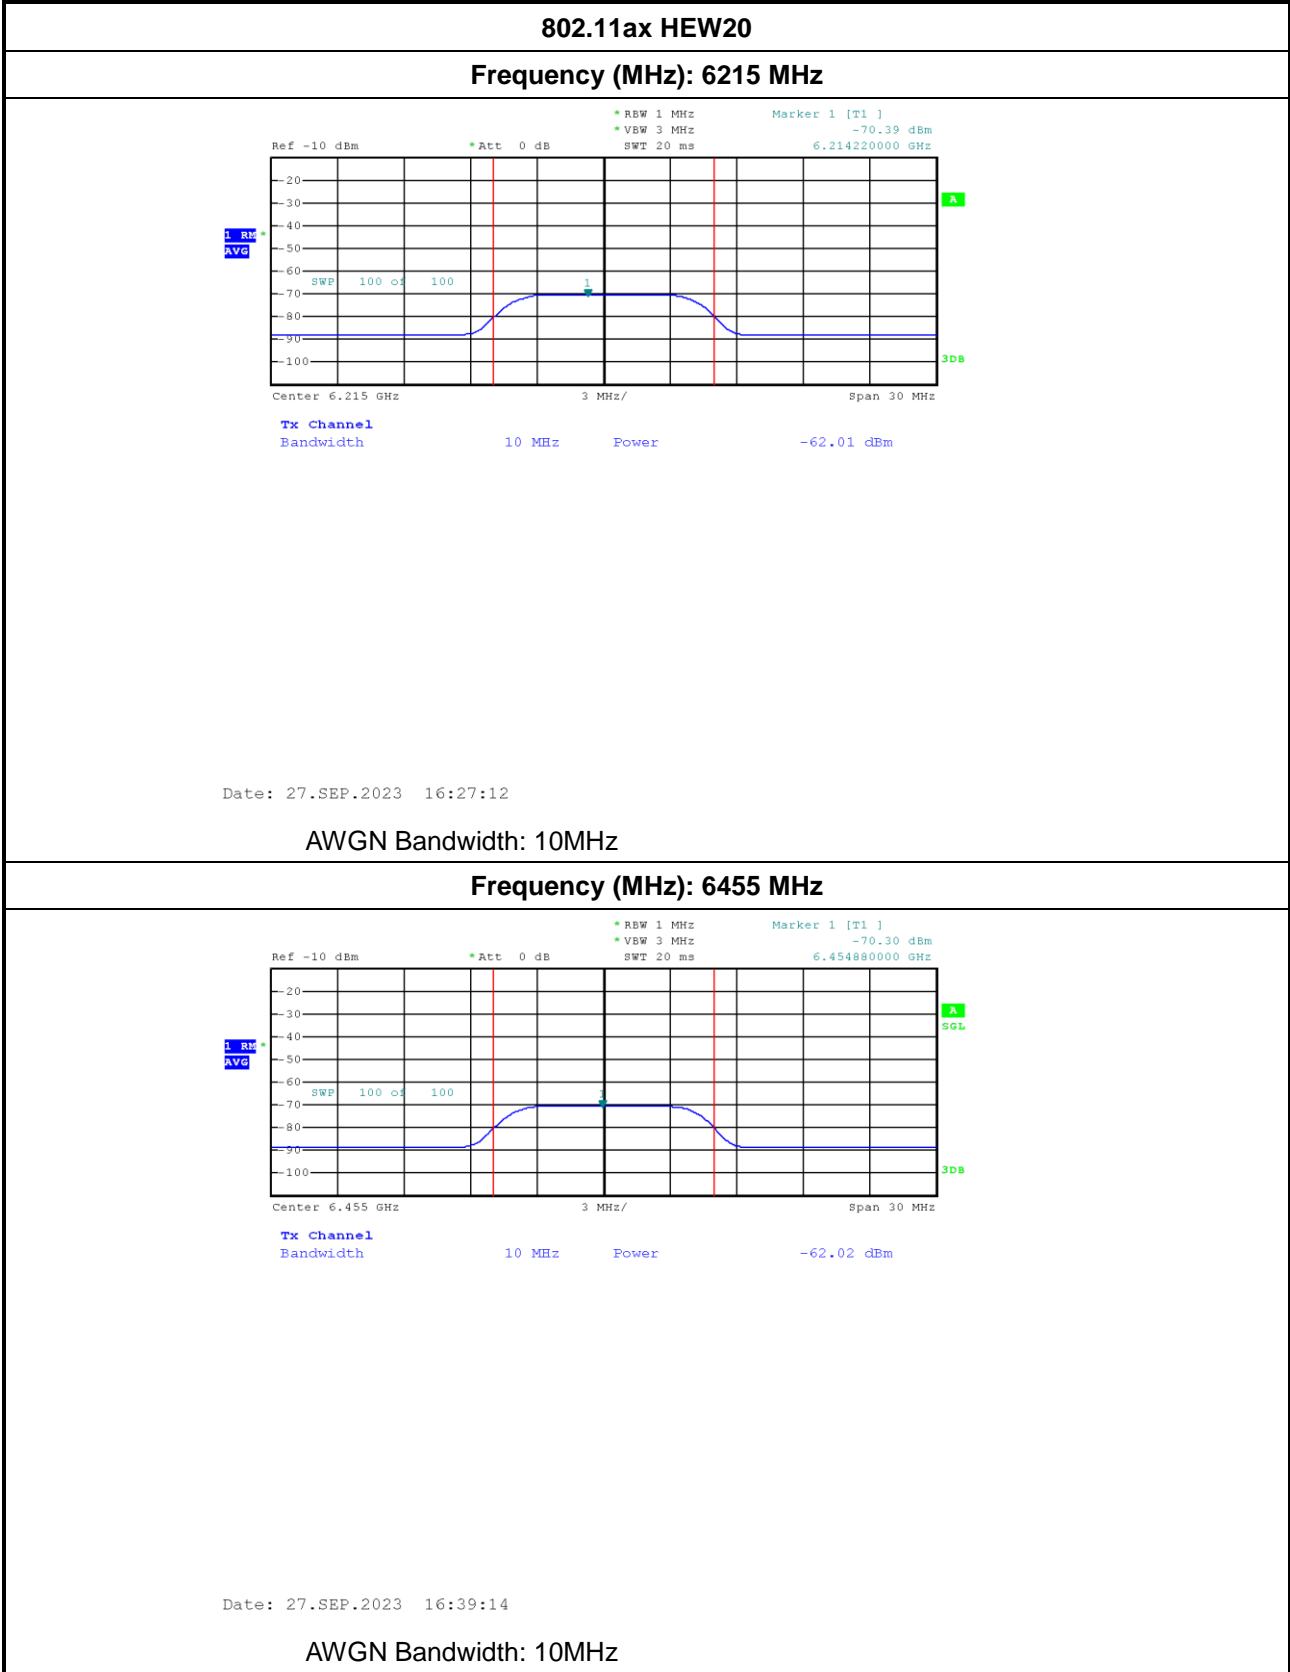 802.11ax HEW20
Frequency (MHz): 6215 MHz
* RBW 1 MHz Marker 1 [T1 ]
* VBW 3 MHz -70.39 dBm
Ref -10 dBm * Att 0 dB SWT 20 ms 6.214220000 GHz
-20
A
-30
-40
1 RM *
AVG
-50
-60
SWP 100 of 100
1
-70
-80
-90
-100
3DB
Center 6.215 GHz 3 MHz/ Span 30 MHz
Tx Channel
Bandwidth 10 MHz Power -62.01 dBm
Date: 27.SEP.2023 16:27:12
AWGN Bandwidth: 10MHz
Frequency (MHz): 6455 MHz
* RBW 1 MHz Marker 1 [T1 ]
* VBW 3 MHz -70.30 dBm
Ref -10 dBm * Att 0 dB SWT 20 ms 6.454880000 GHz
-20
A
-30
SGL
-40
1 RM *
AVG
-50
-60
SWP 100 of 100
1
-70
-80
-90
-100
3DB
Center 6.455 GHz 3 MHz/ Span 30 MHz
Tx Channel
Bandwidth 10 MHz Power -62.02 dBm
Date: 27.SEP.2023 16:39:14
AWGN Bandwidth: 10MHz